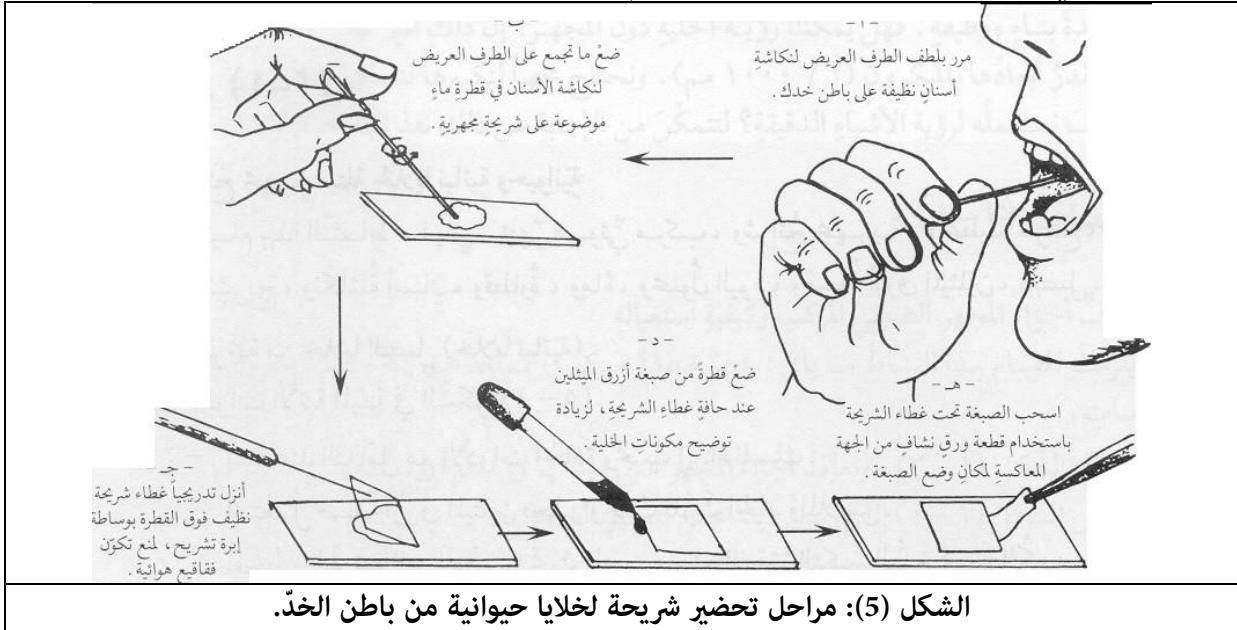 - أ -
مرر بلطف الطرف العريض لنكاشةِ
أسنانٍ نظيفة على باطن خدك.
- ب -
ضعْ ما تجمع على الطرف العريض
لنكاشة الأسنان في قطرةِ ماءٍ
موضوعة على شريحةٍ مجهريةٍ.
- جـ -
أنزل تدريجياً غطاء شريحة
نظيف فوق القطرة بوساطة
إبرة تشريح، لمنع تكوّن
فقاقيع هوائية.
- د -
ضعْ قطرةً من صبغة أزرق الميثلين
عند حافةِ غطاءِ الشريحةِ، لزيادة
توضيح مكونات الخلية.
- هـ -
اسحب الصبغة تحت غطاء الشريحة
باستخدام قطعة ورقِ نشافٍ من الجهة
المعاكسةِ لمكانِ وضع الصبغة.
الشكل (5): مراحل تحضير شريحة لخلايا حيوانية من باطن الخدّ.